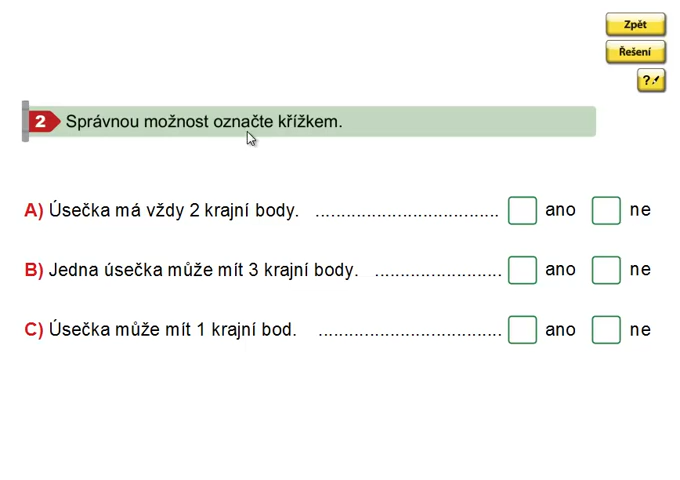 Zpět
Řešení
?
2 Správnou možnost označte křížkem.
A) Úsečka má vždy 2 krajní body. .................................... ano ne
B) Jedna úsečka může mít 3 krajní body. ......................... ano ne
C) Úsečka může mít 1 krajní bod. .................................... ano ne